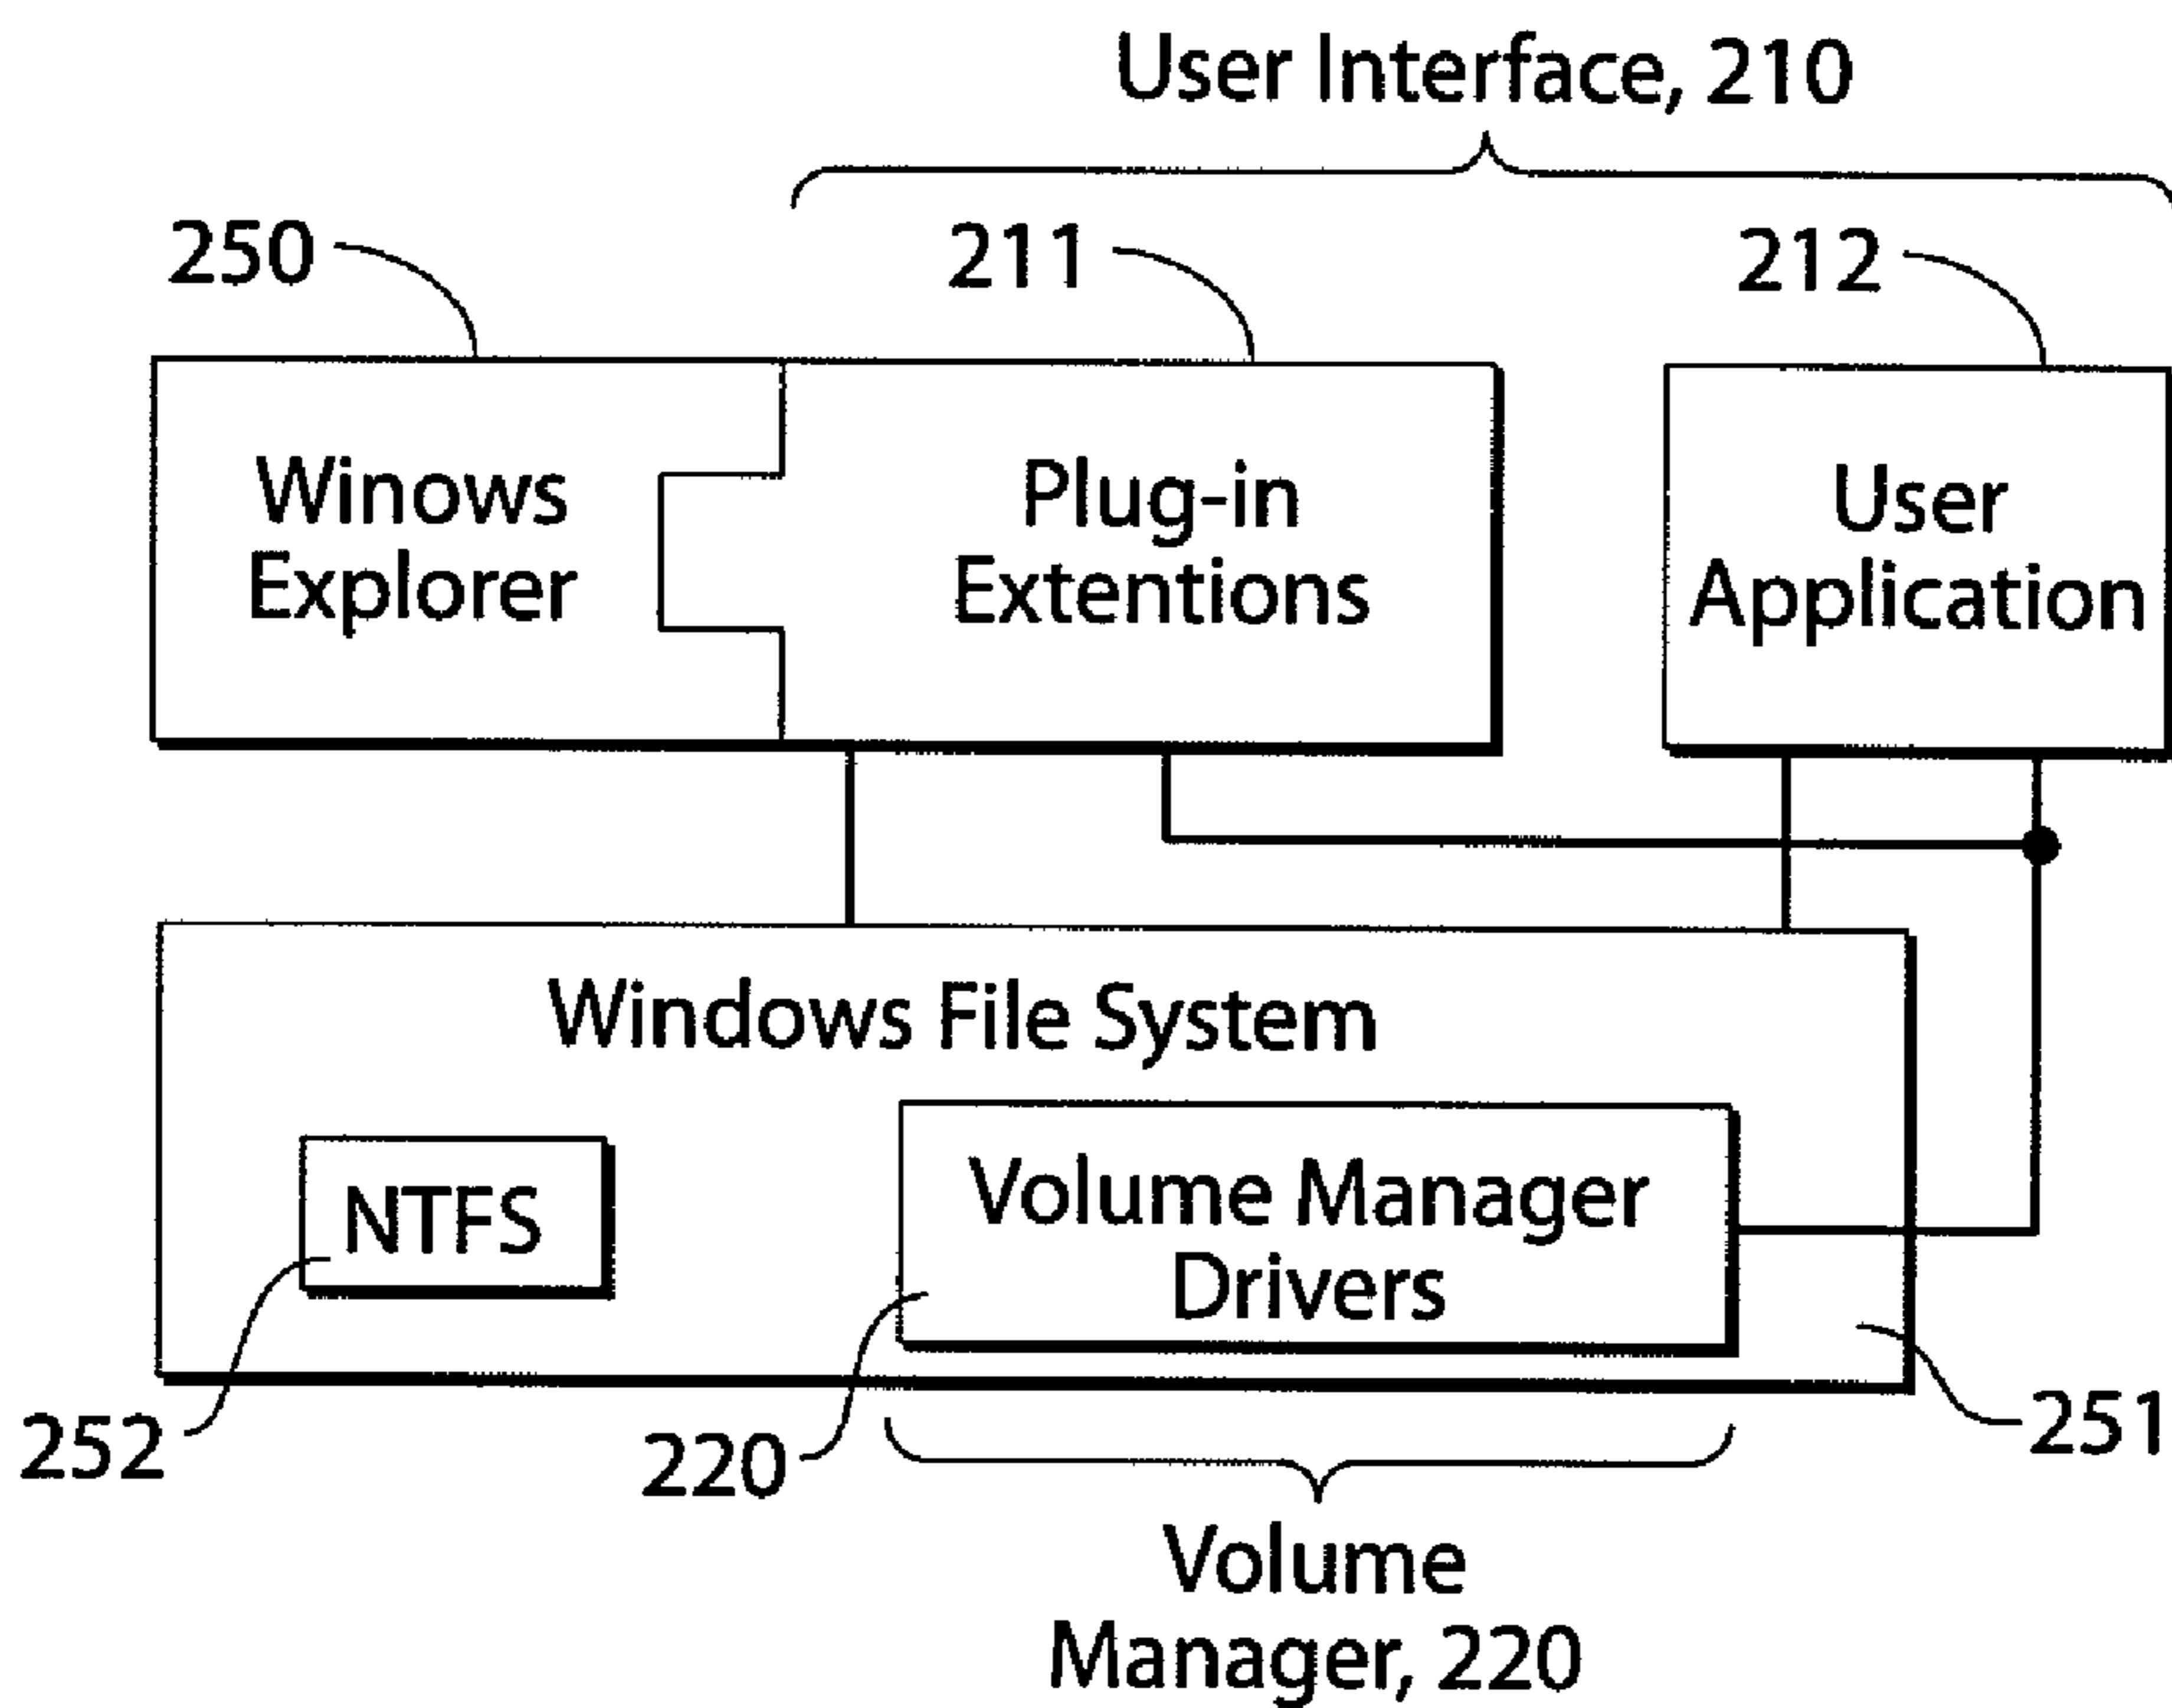 User Interface, 210
250
211
212
Winows
Explorer
Plug-in
Extentions
User
Application
Windows File System
NTFS
Volume Manager
Drivers
252
220
251
Volume
Manager, 220